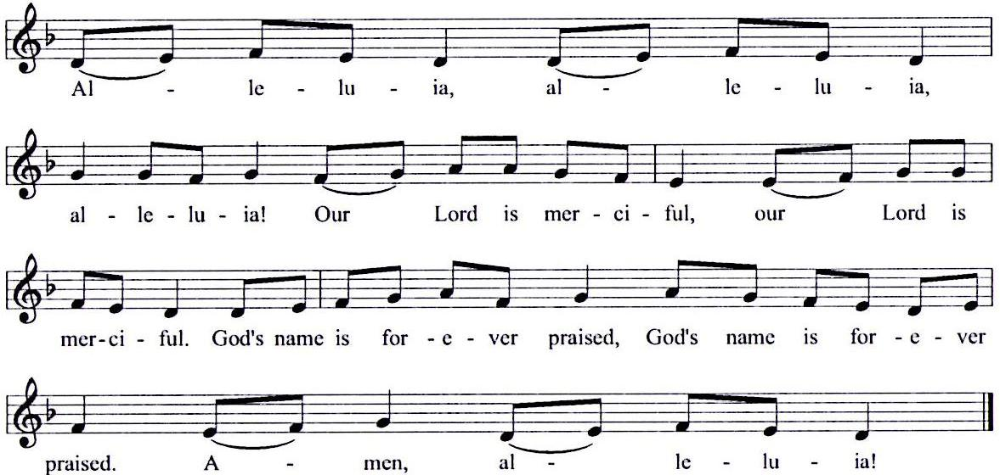 Al - le - lu - ia, al - le - lu - ia,
al - le - lu - ia! Our Lord is mer - ci - ful, our Lord is
mer - ci - ful. God's name is for - e - ver praised, God's name is for - e - ver
praised. A - men, al - le - lu - ia!